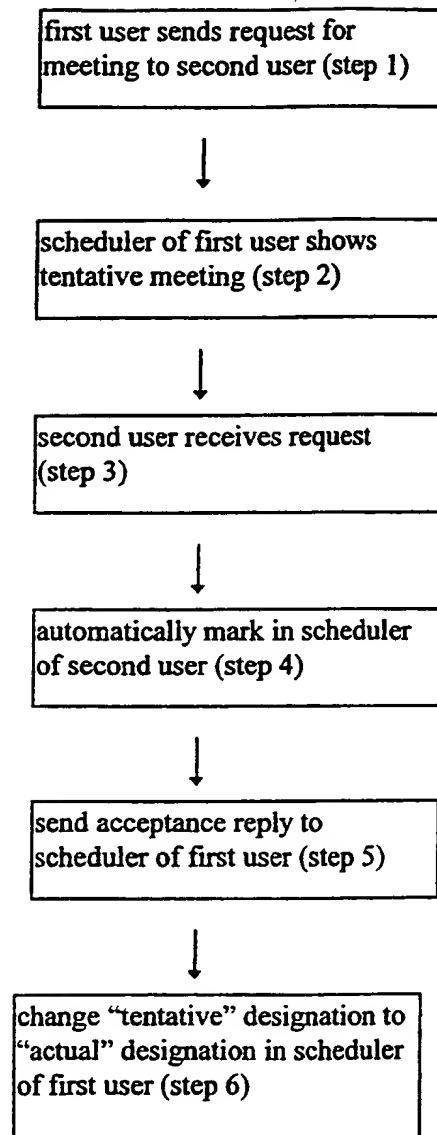 first user sends request for
meeting to second user (step 1)
scheduler of first user shows
tentative meeting (step 2)
second user receives request
(step 3)
automatically mark in scheduler
of second user (step 4)
send acceptance reply to
scheduler of first user (step 5)
change “tentative” designation to
“actual” designation in scheduler
of first user (step 6)